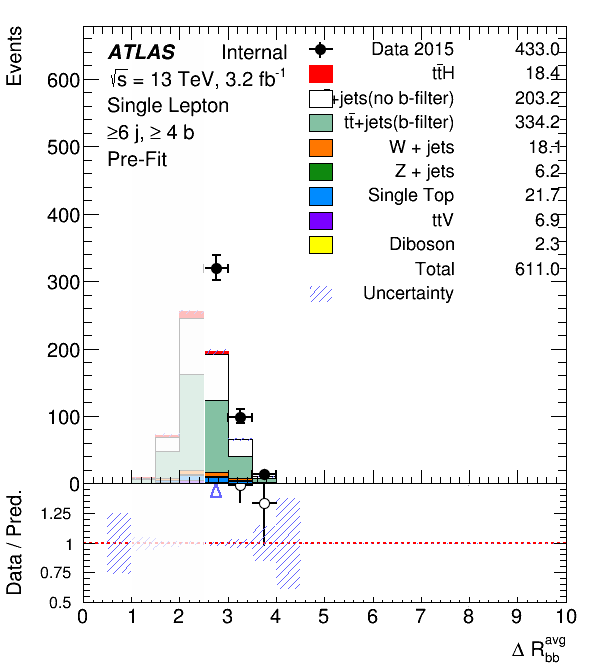 ATLAS Internal
√s = 13 TeV, 3.2 fb-1
Single Lepton
≥6 j, ≥ 4 b
Pre-Fit
Data 2015 433.0
tt̄H 18.4
+jets(no b-filter) 203.2
tt̄+jets(b-filter) 334.2
W + jets 18.1
Z + jets 6.2
Single Top 21.7
ttV 6.9
Diboson 2.3
Total 611.0
Uncertainty
Events
600
500
400
300
200
100
0
Data / Pred.
1.25
1
0.75
0.5
0 1 2 3 4 5 6 7 8 9 10
Δ R avg bb